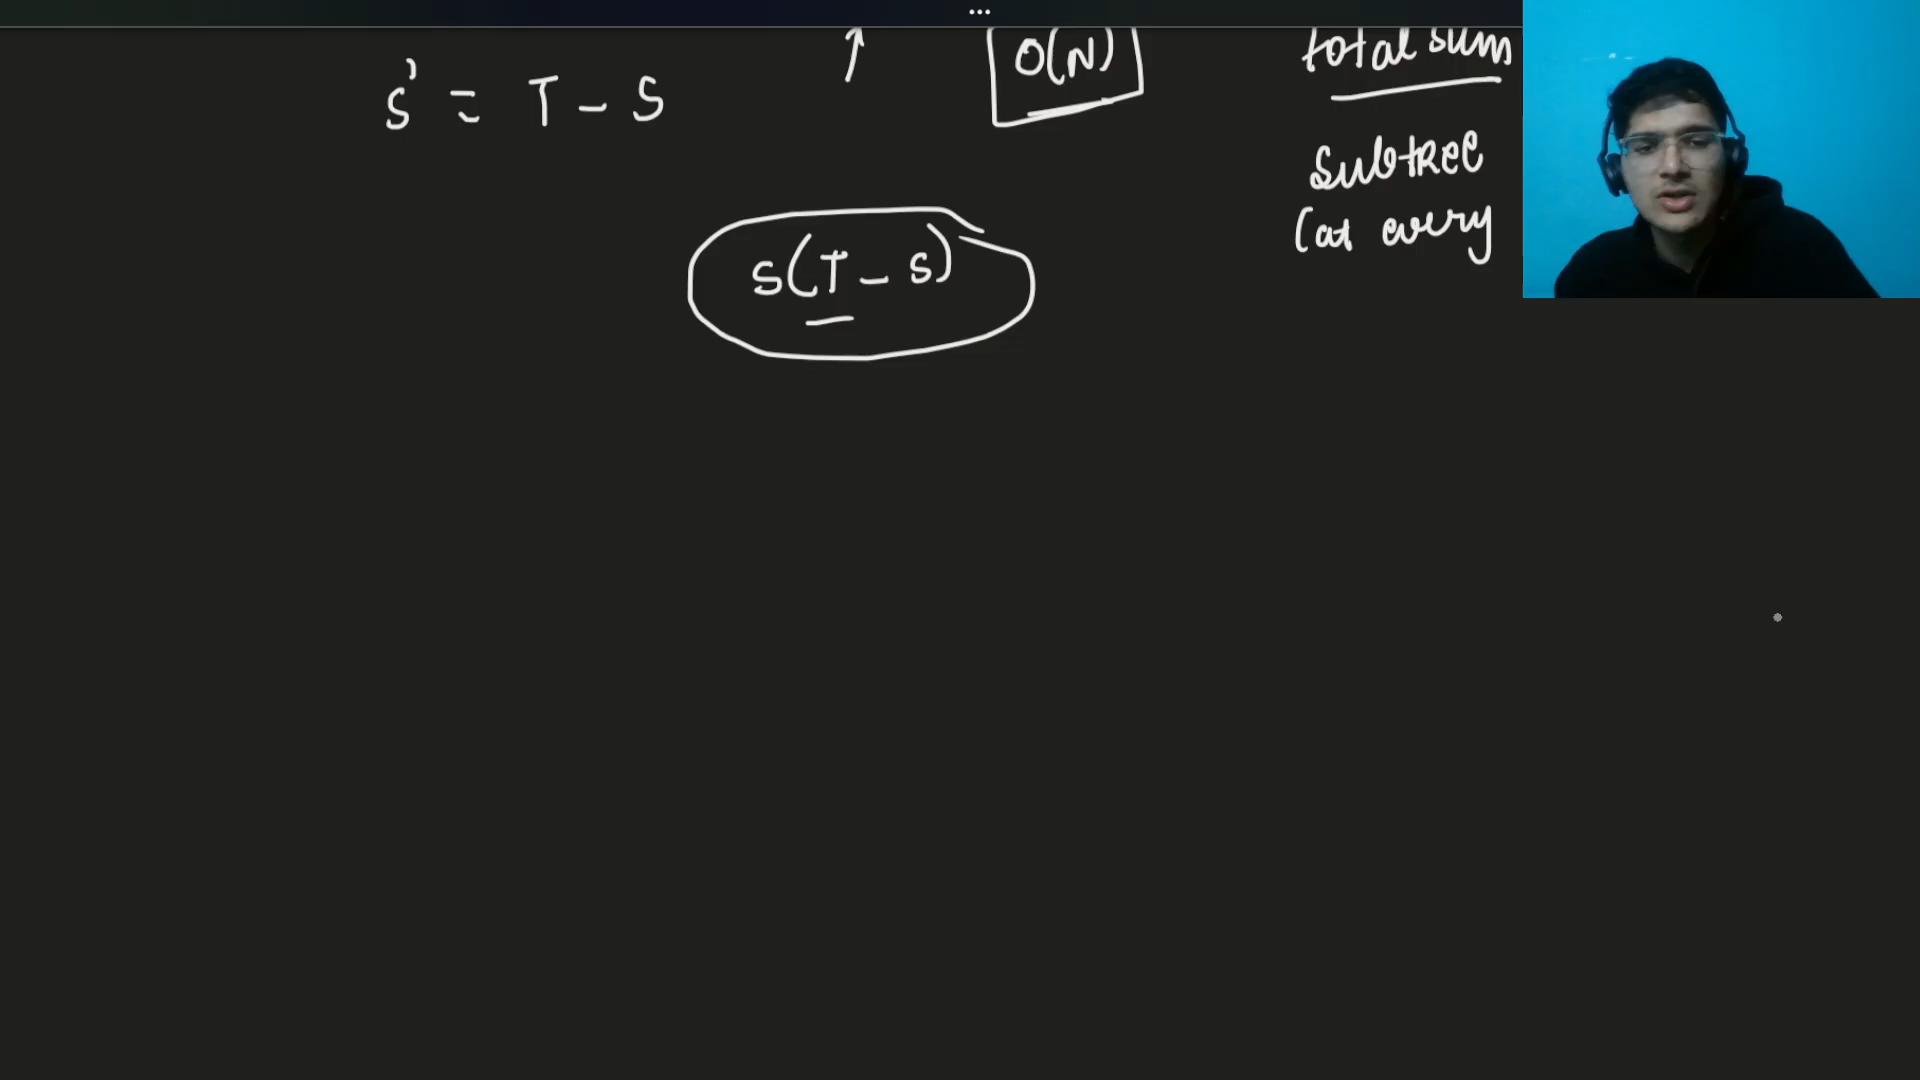 S' = T - S
O(N)
total sum
subtree
(at every
S(T - S)